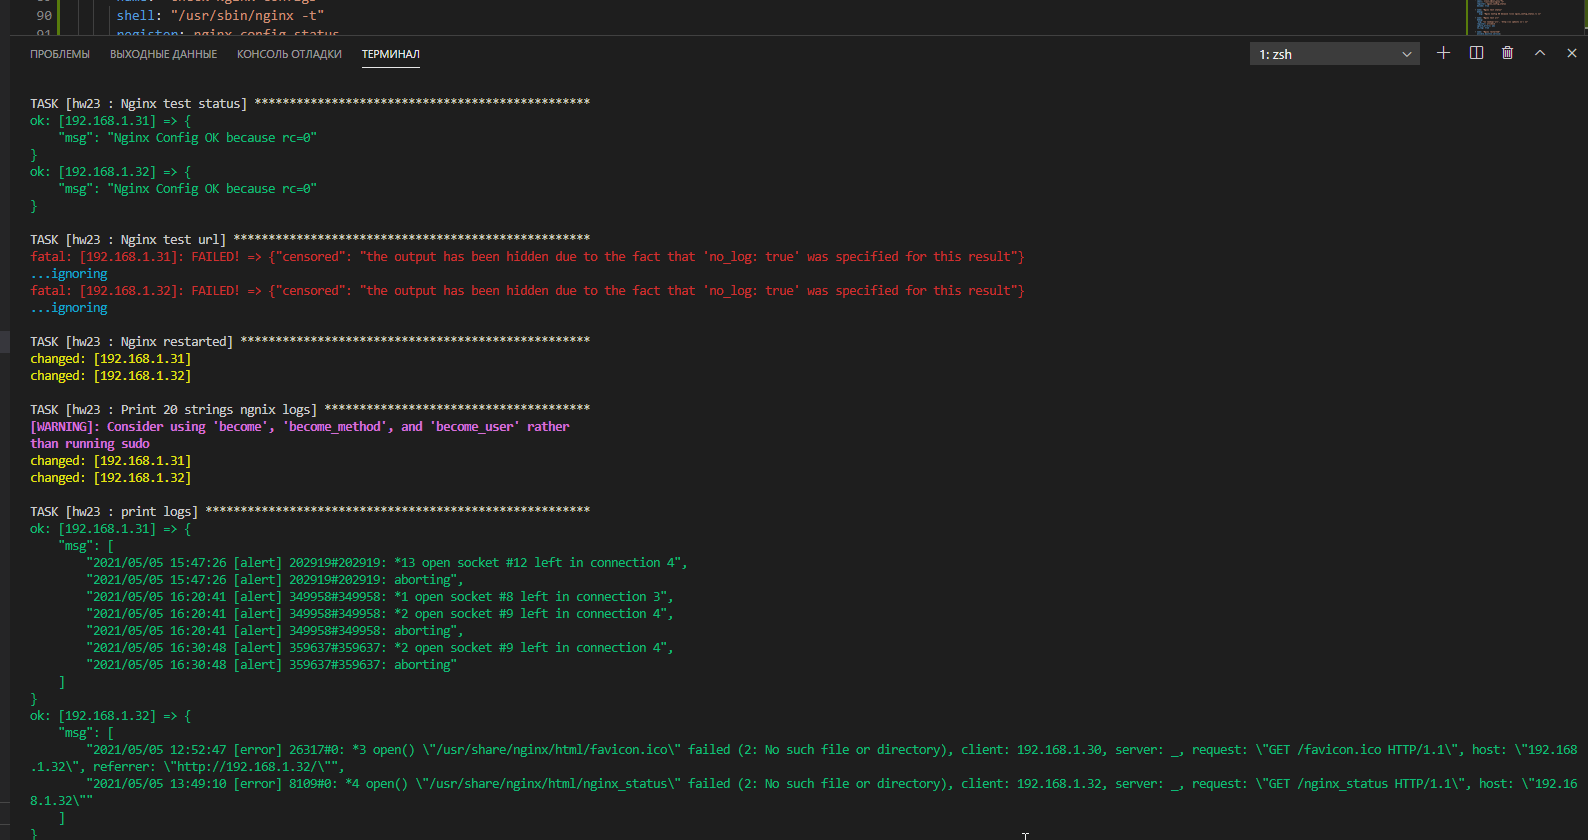 90 shell: "/usr/sbin/nginx -t"
91 register: nginx_config_status
ПРОБЛЕМЫ ВЫХОДНЫЕ ДАННЫЕ КОНСОЛЬ ОТЛАДКИ ТЕРМИНАЛ 1: zsh
TASK [hw23 : Nginx test status] ************************************************
ok: [192.168.1.31] => {
    "msg": "Nginx Config OK because rc=0"
}
ok: [192.168.1.32] => {
    "msg": "Nginx Config OK because rc=0"
}
TASK [hw23 : Nginx test url] ***************************************************
fatal: [192.168.1.31]: FAILED! => {"censored": "the output has been hidden due to the fact that 'no_log: true' was specified for this result"}
...ignoring
fatal: [192.168.1.32]: FAILED! => {"censored": "the output has been hidden due to the fact that 'no_log: true' was specified for this result"}
...ignoring
TASK [hw23 : Nginx restarted] **************************************************
changed: [192.168.1.31]
changed: [192.168.1.32]
TASK [hw23 : Print 20 strings ngnix logs] **************************************
[WARNING]: Consider using 'become', 'become_method', and 'become_user' rather
than running sudo
changed: [192.168.1.31]
changed: [192.168.1.32]
TASK [hw23 : print logs] *******************************************************
ok: [192.168.1.31] => {
    "msg": [
        "2021/05/05 15:47:26 [alert] 202919#202919: *13 open socket #12 left in connection 4",
        "2021/05/05 15:47:26 [alert] 202919#202919: aborting",
        "2021/05/05 16:20:41 [alert] 349958#349958: *1 open socket #8 left in connection 3",
        "2021/05/05 16:20:41 [alert] 349958#349958: *2 open socket #9 left in connection 4",
        "2021/05/05 16:20:41 [alert] 349958#349958: aborting",
        "2021/05/05 16:30:48 [alert] 359637#359637: *2 open socket #9 left in connection 4",
        "2021/05/05 16:30:48 [alert] 359637#359637: aborting"
    ]
}
ok: [192.168.1.32] => {
    "msg": [
        "2021/05/05 12:52:47 [error] 26317#0: *3 open() \"/usr/share/nginx/html/favicon.ico\" failed (2: No such file or directory), client: 192.168.1.30, server: _, request: \"GET /favicon.ico HTTP/1.1\", host: \"192.168
.1.32\", referrer: \"http://192.168.1.32/\"",
        "2021/05/05 13:49:10 [error] 8109#0: *4 open() \"/usr/share/nginx/html/nginx_status\" failed (2: No such file or directory), client: 192.168.1.32, server: _, request: \"GET /nginx_status HTTP/1.1\", host: \"192.16
8.1.32\""
    ]
}